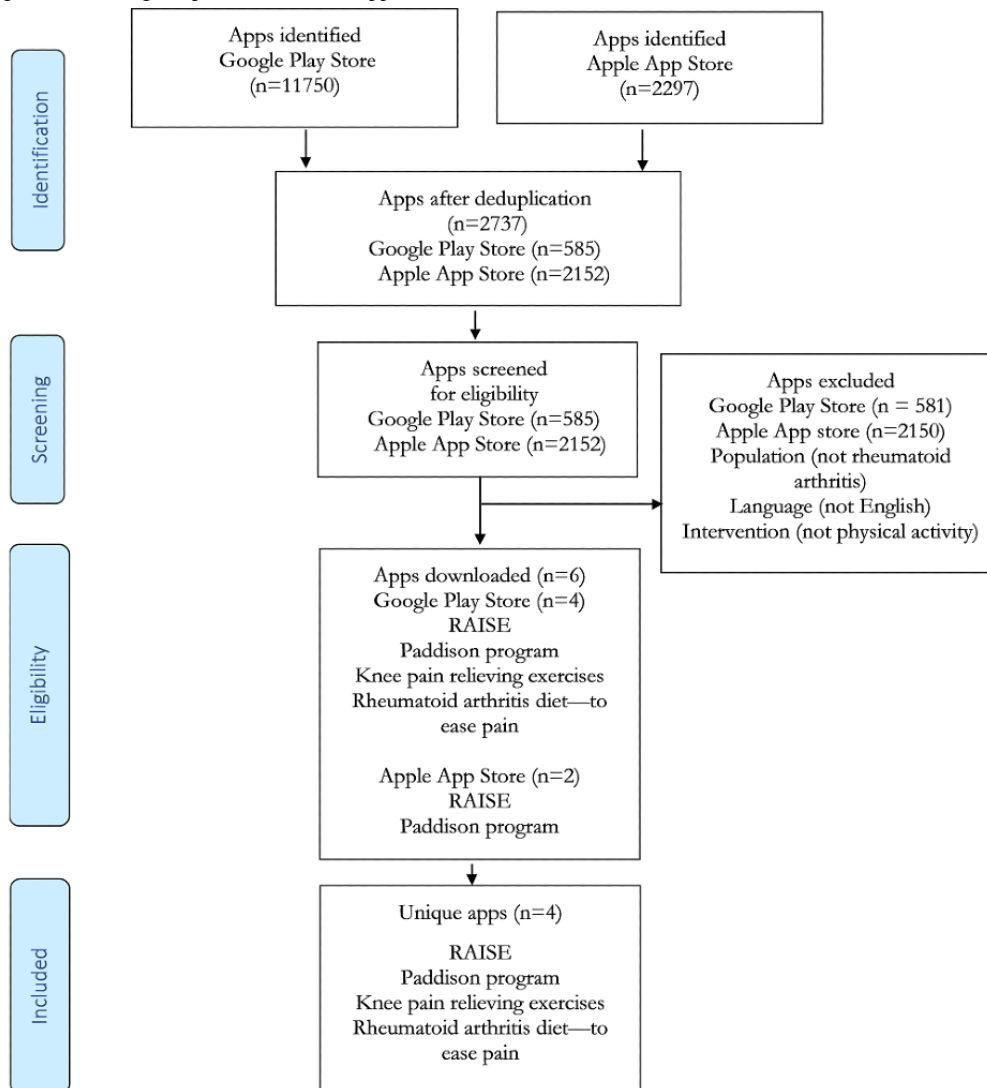 Apps identified
Google Play Store
(n=11750)
Apps identified
Apple App Store
(n=2297)
Identification
Apps after deduplication
(n=2737)
Google Play Store (n=585)
Apple App Store (n=2152)
Screening
Apps screened
for eligibility
Google Play Store (n=585)
Apple App Store (n=2152)
Apps excluded
Google Play Store (n = 581)
Apple App store (n=2150)
Population (not rheumatoid
arthritis)
Language (not English)
Intervention (not physical activity)
Eligibility
Apps downloaded (n=6)
Google Play Store (n=4)
RAISE
Paddison program
Knee pain relieving exercises
Rheumatoid arthritis diet—to
ease pain
Apple App Store (n=2)
RAISE
Paddison program
Included
Unique apps (n=4)
RAISE
Paddison program
Knee pain relieving exercises
Rheumatoid arthritis diet—to
ease pain